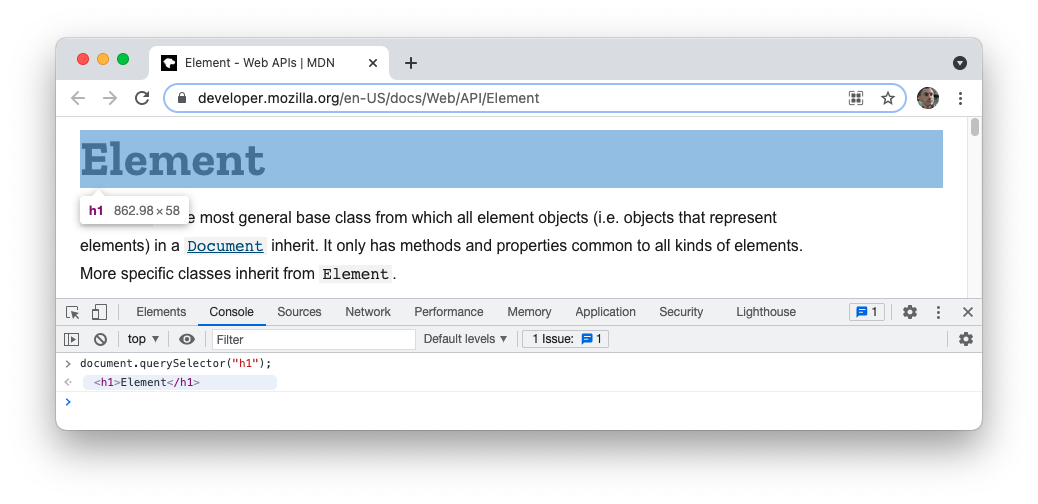 Element - Web APIs | MDN
developer.mozilla.org/en-US/docs/Web/API/Element
Element
h1 862.98 × 58
e most general base class from which all element objects (i.e. objects that represent
elements) in a Document inherit. It only has methods and properties common to all kinds of elements.
More specific classes inherit from Element.
Elements Console Sources Network Performance Memory Application Security Lighthouse 1
top Filter Default levels 1 Issue: 1
document.querySelector("h1");
<h1>Element</h1>